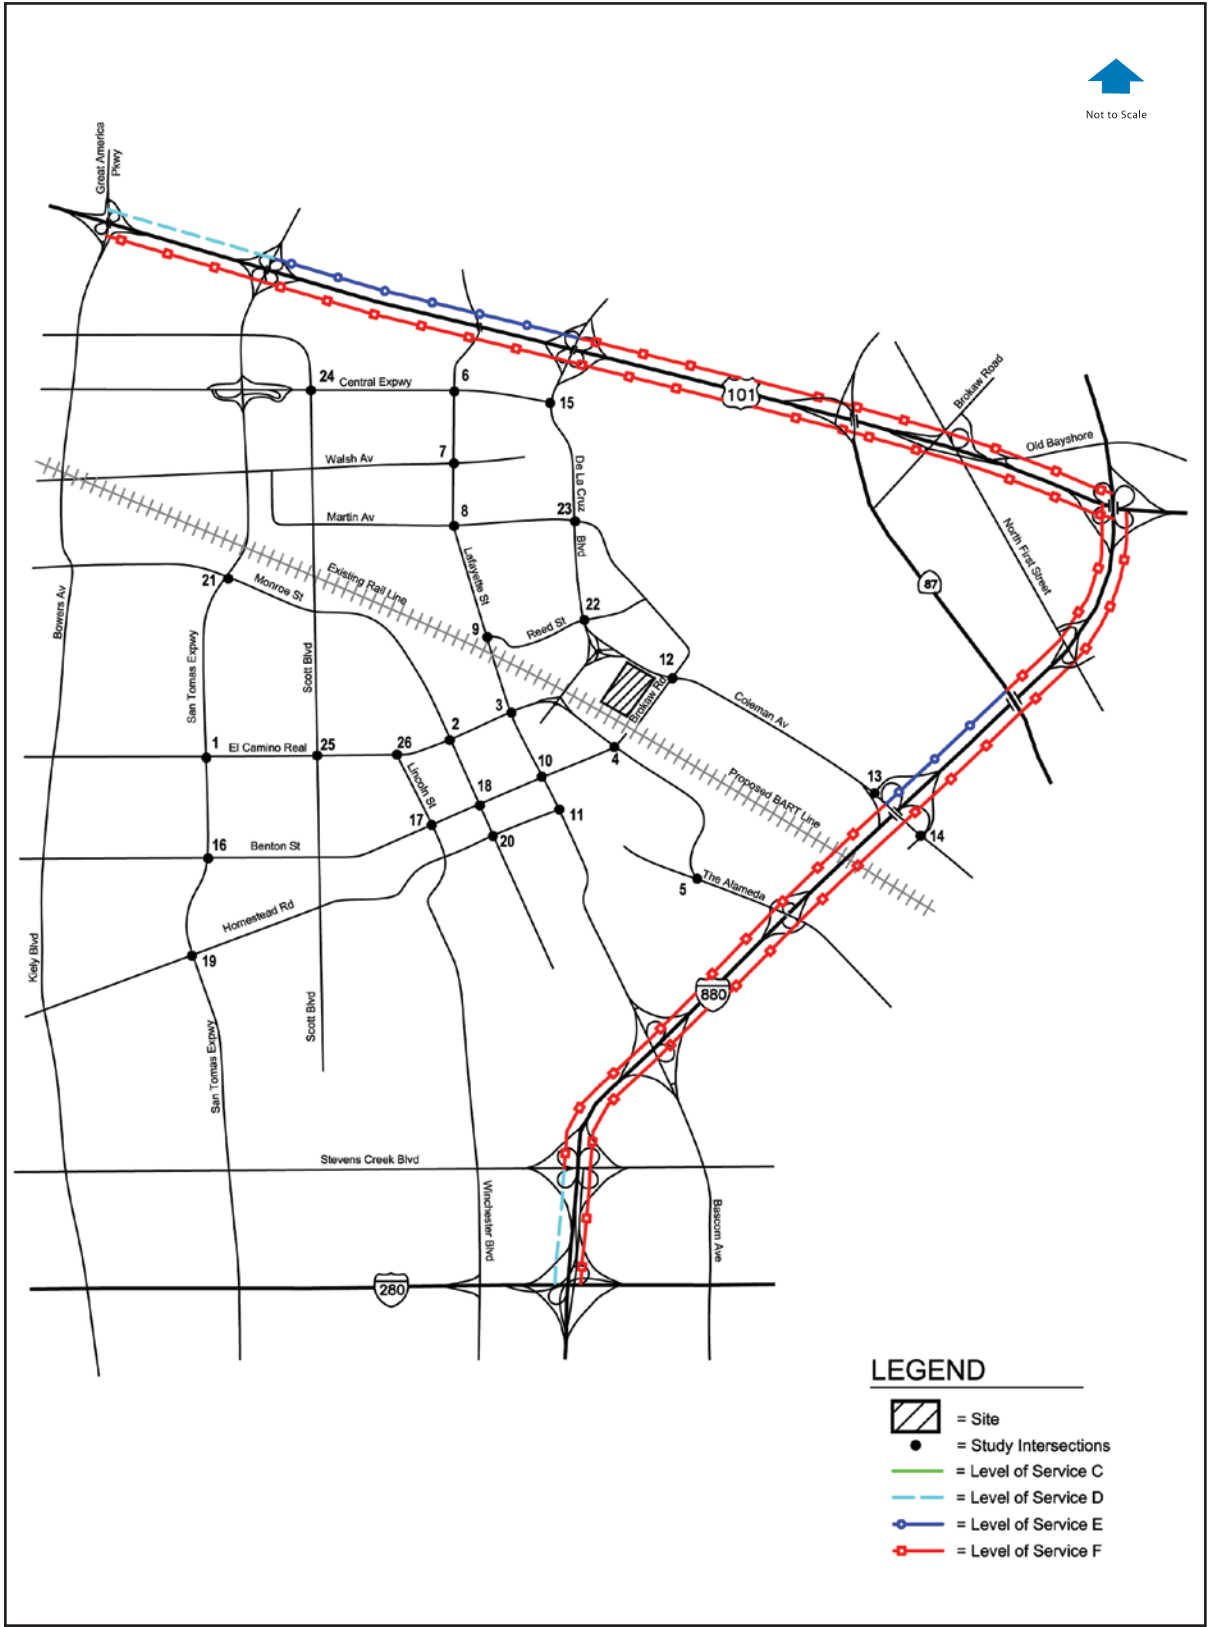 Not to Scale
Great America
Pkwy
24
Central Expwy
6
15
101
Brokaw Road
Old Bayshore
Walsh Av
7
De La Cruz
Blvd
Martin Av
8
23
North First Street
87
21
Monroe St
Existing Rail Line
Lafayette St
22
Bowers Av
9
Reed St
San Tomas Expwy
Scott Blvd
12
Brokaw Rd
3
Coleman Av
2
1
El Camino Real
25
26
4
10
Lincoln St
Proposed BART Line
13
18
11
17
14
16
Benton St
20
5
The Alameda
Homestead Rd
Kiely Blvd
19
880
Scott Blvd
San Tomas Expwy
Stevens Creek Blvd
Winchester Blvd
Bascom Ave
280
LEGEND
= Site
= Study Intersections
= Level of Service C
= Level of Service D
= Level of Service E
= Level of Service F